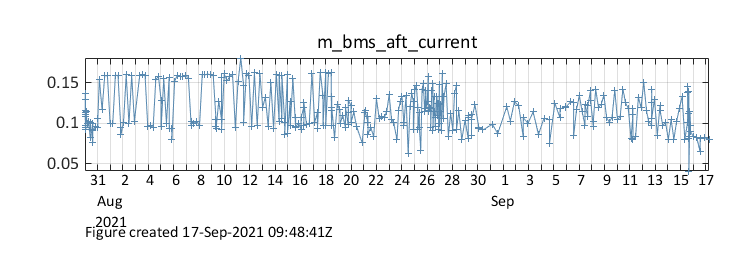 m_bms_aft_current
0.15
0.1
0.05
31 2 4 6 8 10 12 14 16 18 20 22 24 26 28 30 1 3 5 7 9 11 13 15 17
Aug Sep
2021
Figure created 17-Sep-2021 09:48:41Z